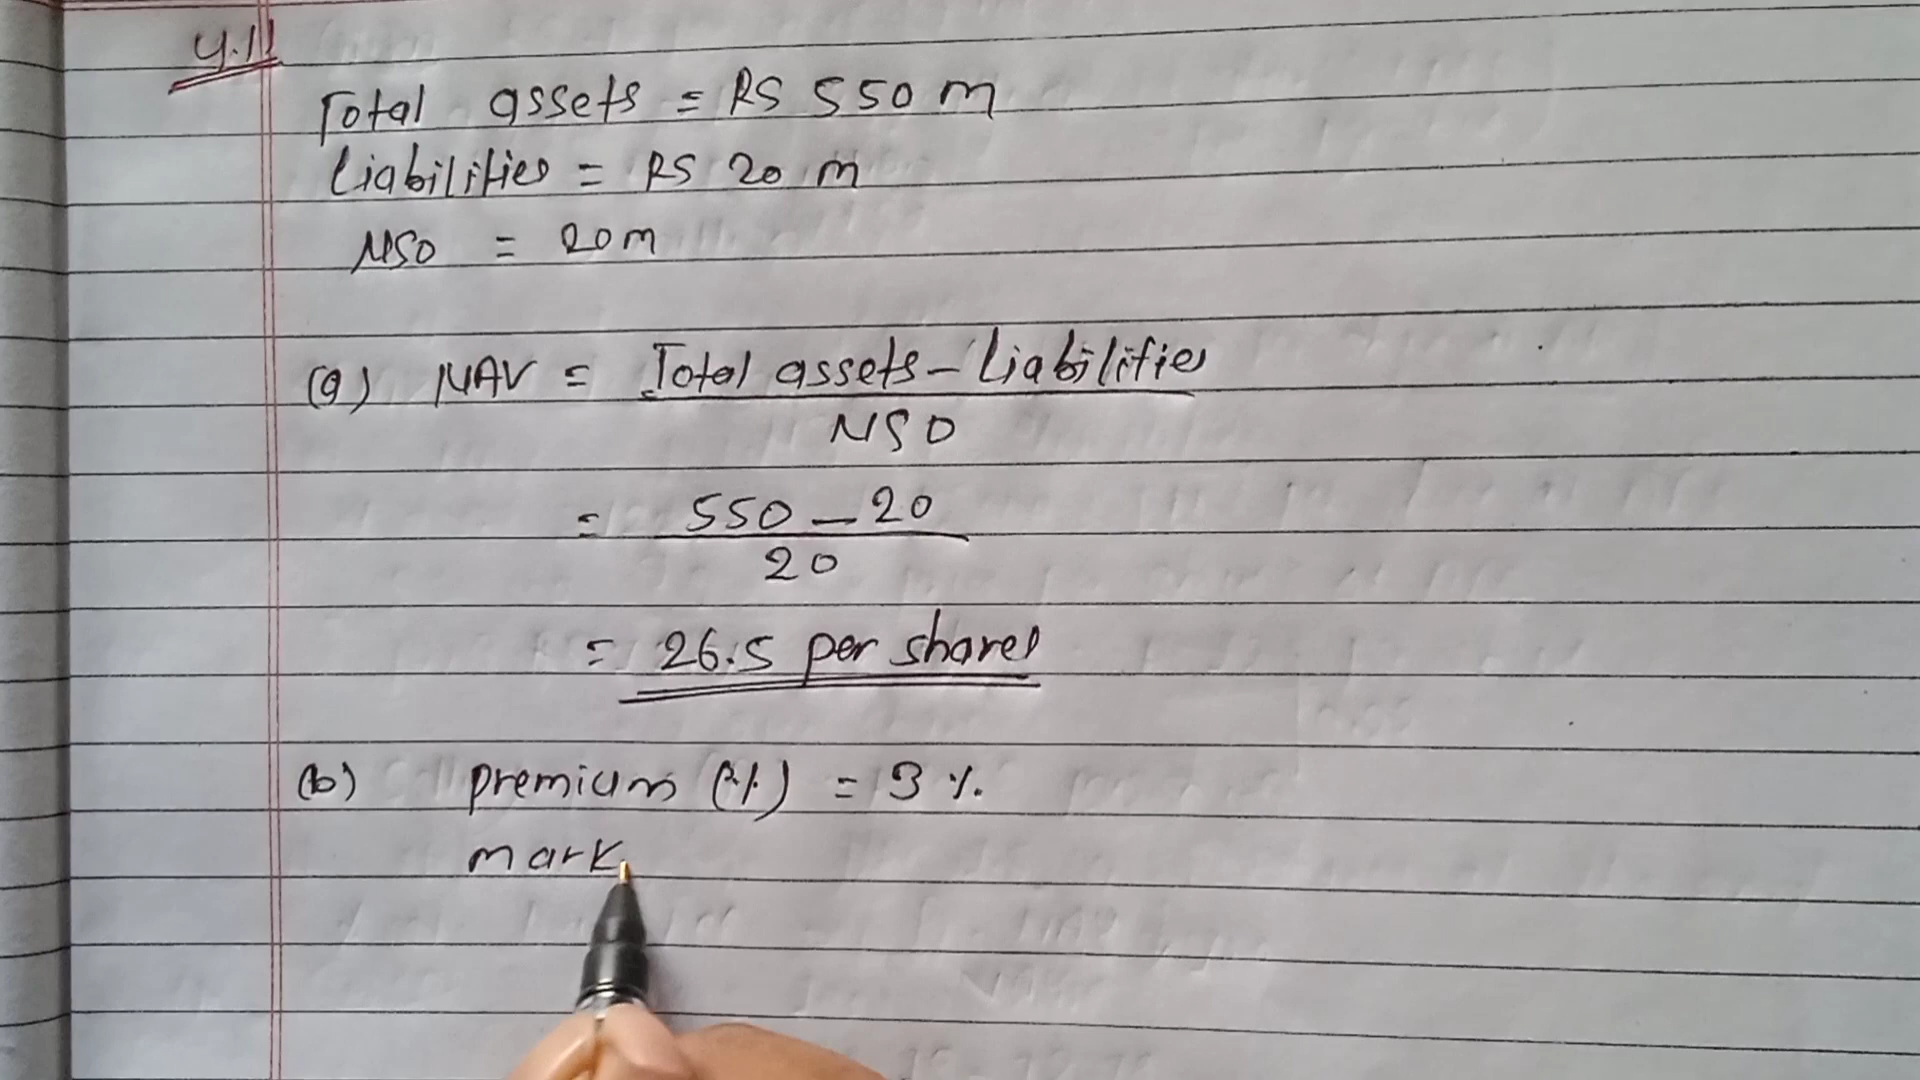 4.11
Total assets = RS 550 m
Liabilities = RS 20 m
NSO = 20m
(a) NAV = Total assets - Liabilities
NSO
= 550 - 20
20
= 26.5 per shares
(b) premium (%) = 3 %.
mark